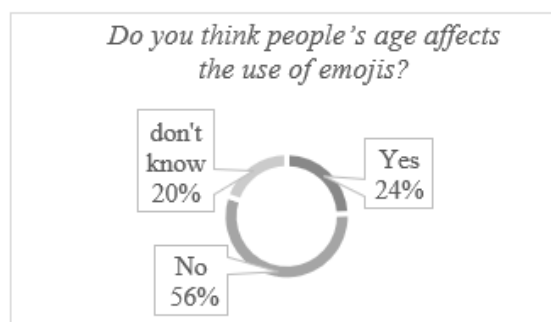 Do you think people's age affects
the use of emojis?
don't
know
20%
Yes
24%
No
56%